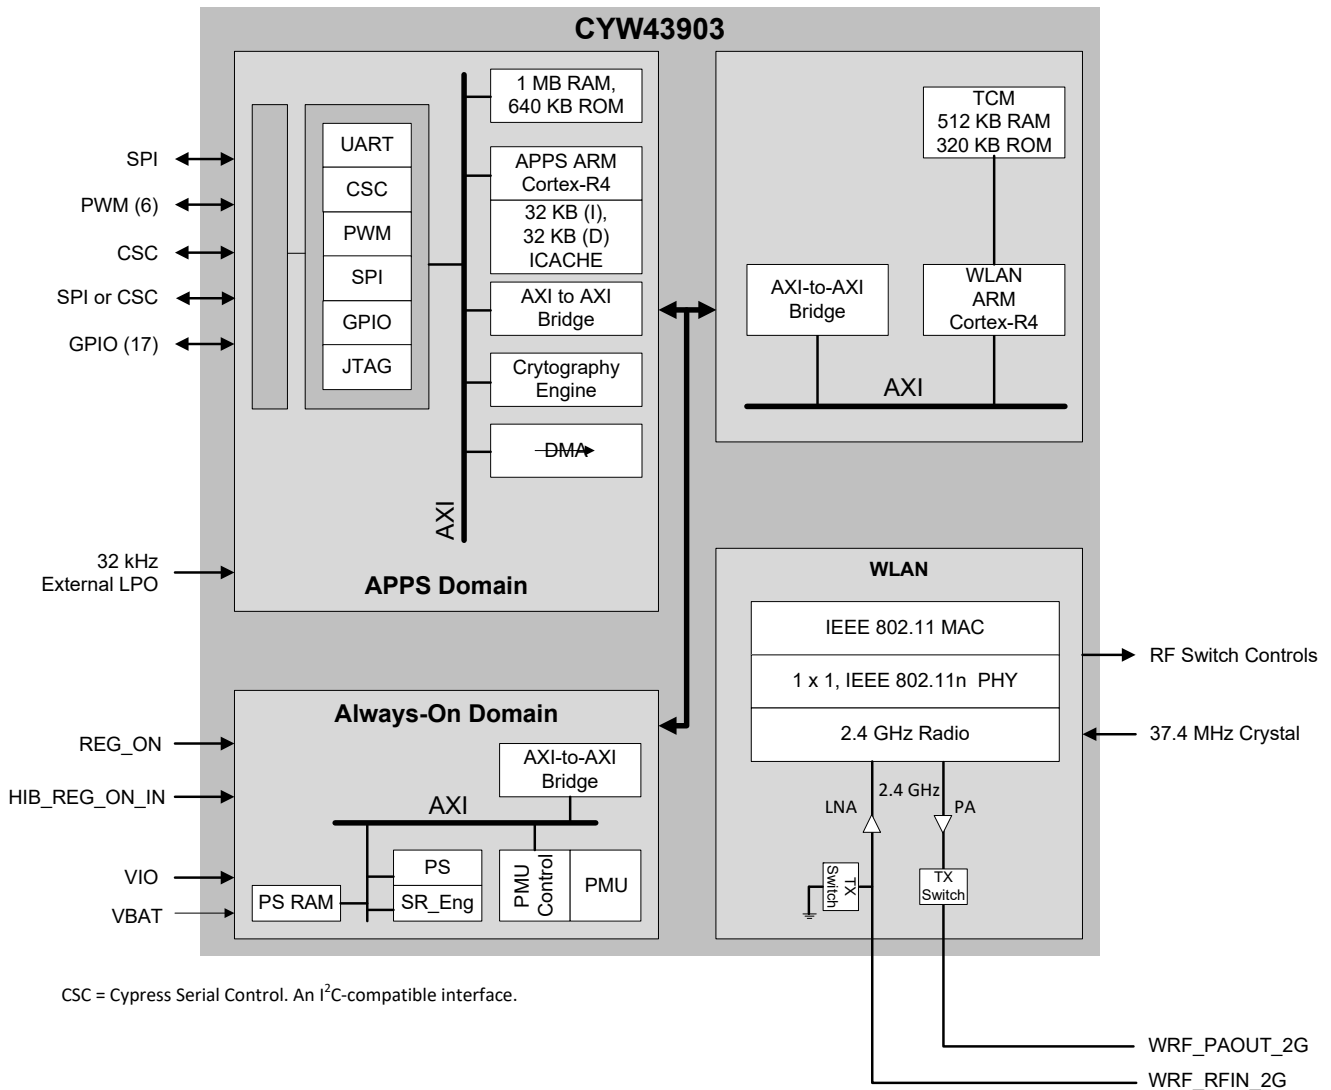 CYW43903
SPI
PWM (6)
CSC
SPI or CSC
GPIO (17)
32 kHz
External LPO
UART
CSC
PWM
SPI
GPIO
JTAG
1 MB RAM,
640 KB ROM
APPS ARM
Cortex-R4
32 KB (I),
32 KB (D)
ICACHE
AXI to AXI
Bridge
Crytography
Engine
DMA
AXI
APPS Domain
TCM
512 KB RAM
320 KB ROM
AXI-to-AXI
Bridge
WLAN
ARM
Cortex-R4
AXI
REG_ON
HIB_REG_ON_IN
VIO
VBAT
Always-On Domain
AXI-to-AXI
Bridge
AXI
PS RAM
PS
SR_Eng
PMU
Control
PMU
WLAN
IEEE 802.11 MAC
1 x 1, IEEE 802.11n PHY
2.4 GHz Radio
2.4 GHz
LNA
PA
TX
Switch
TX
Switch
RF Switch Controls
37.4 MHz Crystal
WRF_PAOUT_2G
WRF_RFIN_2G
CSC = Cypress Serial Control. An I²C-compatible interface.